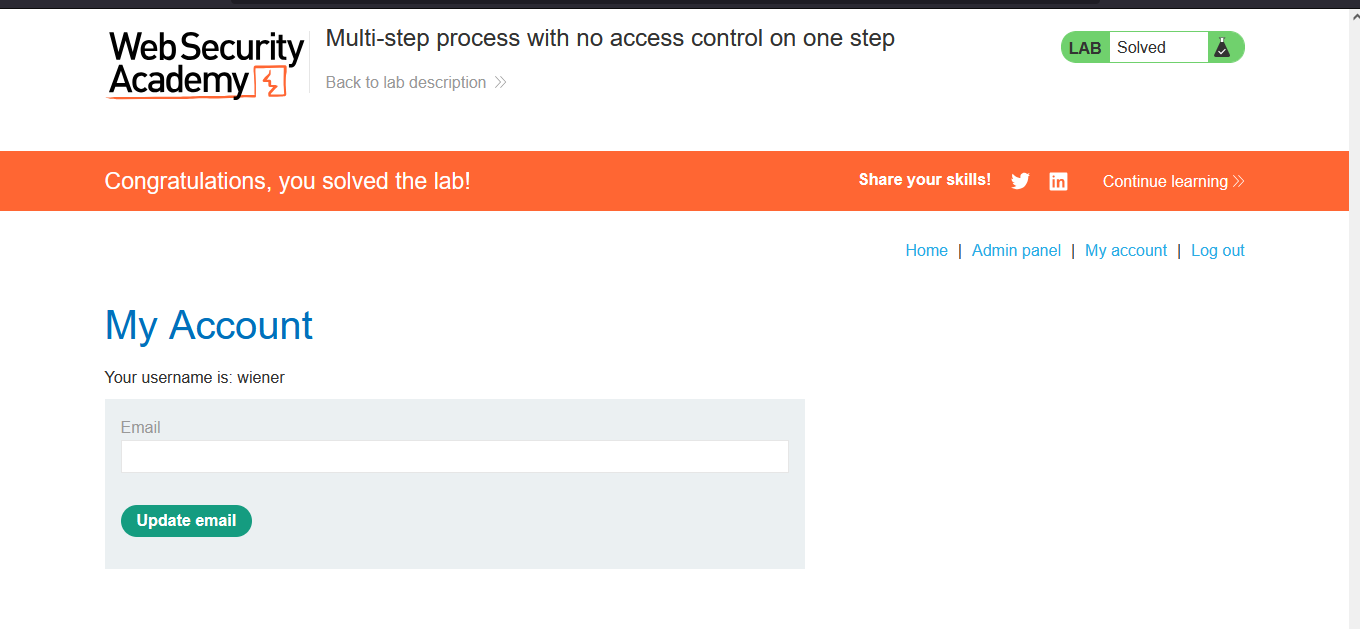 Web Security Academy
Multi-step process with no access control on one step
Back to lab description
LAB Solved
Congratulations, you solved the lab!
Share your skills!
Continue learning
Home | Admin panel | My account | Log out
My Account
Your username is: wiener
Email
Update email